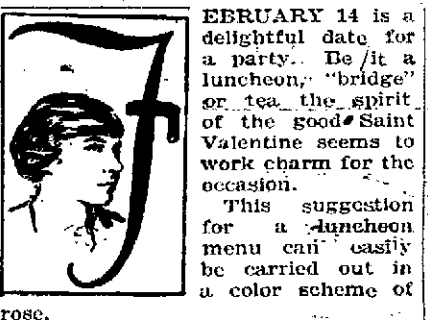 FEBRUARY 14 is a
delightful date for
a party. Be it a
luncheon, "bridge"
or tea the spirit
of the good Saint
Valentine seems to
work charm for the
occasion.
This suggestion
for a luncheon
menu can easily
be carried out in
a color scheme of
rose.